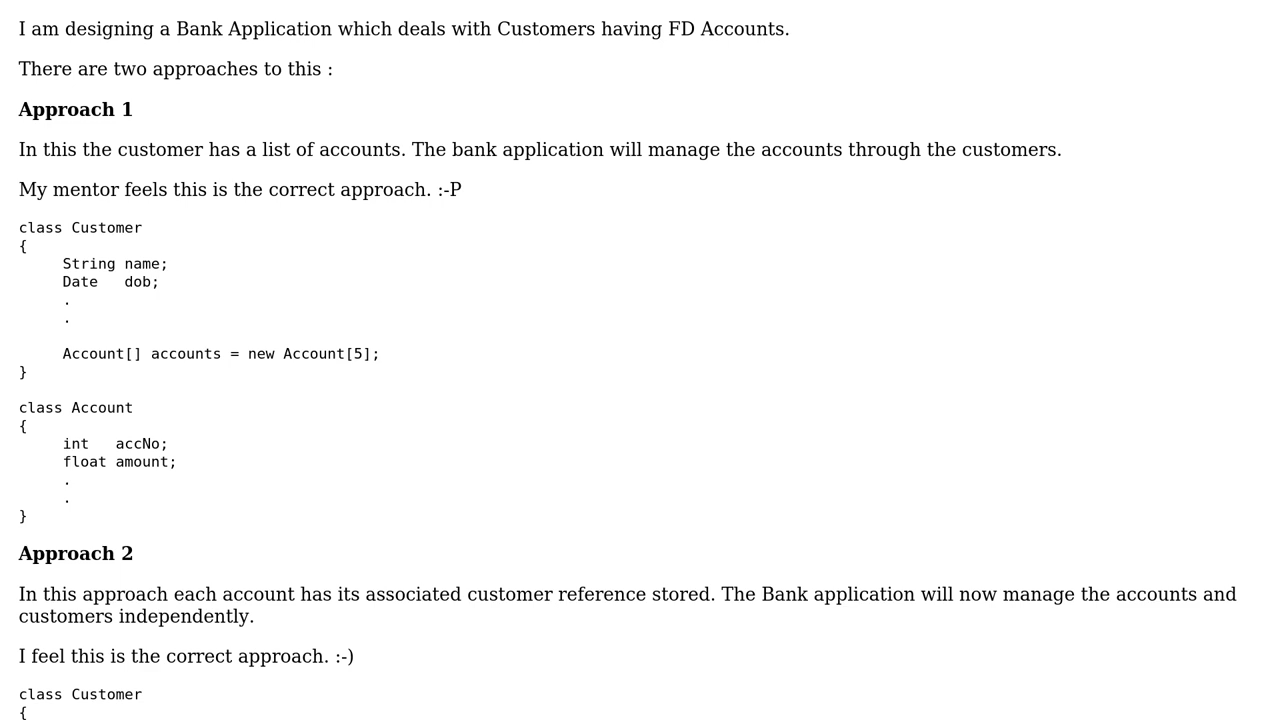 I am designing a Bank Application which deals with Customers having FD Accounts.
There are two approaches to this :
Approach 1
In this the customer has a list of accounts. The bank application will manage the accounts through the customers.
My mentor feels this is the correct approach. :-P
class Customer
{
     String name;
     Date   dob;
     .
     .
     Account[] accounts = new Account[5];
}
class Account
{
     int   accNo;
     float amount;
     .
     .
}
Approach 2
In this approach each account has its associated customer reference stored. The Bank application will now manage the accounts and
customers independently.
I feel this is the correct approach. :-)
class Customer
{